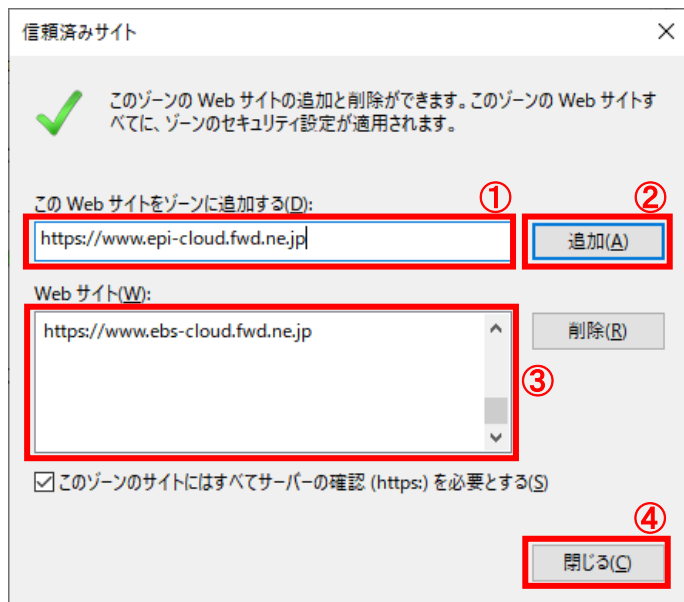 信頼済みサイト
このゾーンの Web サイトの追加と削除ができます。このゾーンの Web サイトす
べてに、ゾーンのセキュリティ設定が適用されます。
①
②
この Web サイトをゾーンに追加する(D):
https://www.epi-cloud.fwd.ne.jp
追加(A)
Web サイト(W):
https://www.ebs-cloud.fwd.ne.jp
削除(R)
③
このゾーンのサイトにはすべてサーバーの確認 (https:) を必要とする(S)
④
閉じる(C)